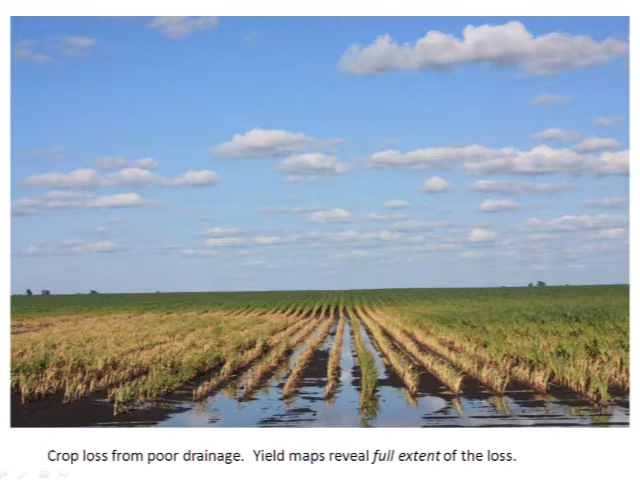 Crop loss from poor drainage.  Yield maps reveal full extent of the loss.